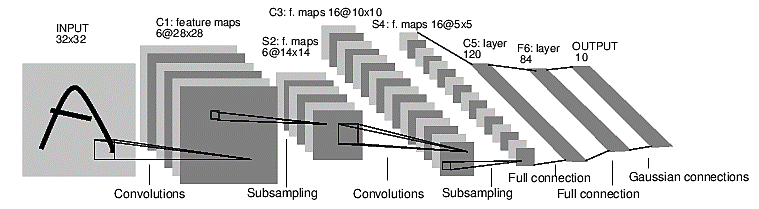 INPUT
32x32
C1: feature maps
6@28x28
S2: f. maps
6@14x14
C3: f. maps 16@10x10
S4: f. maps 16@5x5
C5: layer
120
F6: layer
84
OUTPUT
10
Convolutions
Subsampling
Convolutions
Subsampling
Full connection
Full connection
Gaussian connections
A